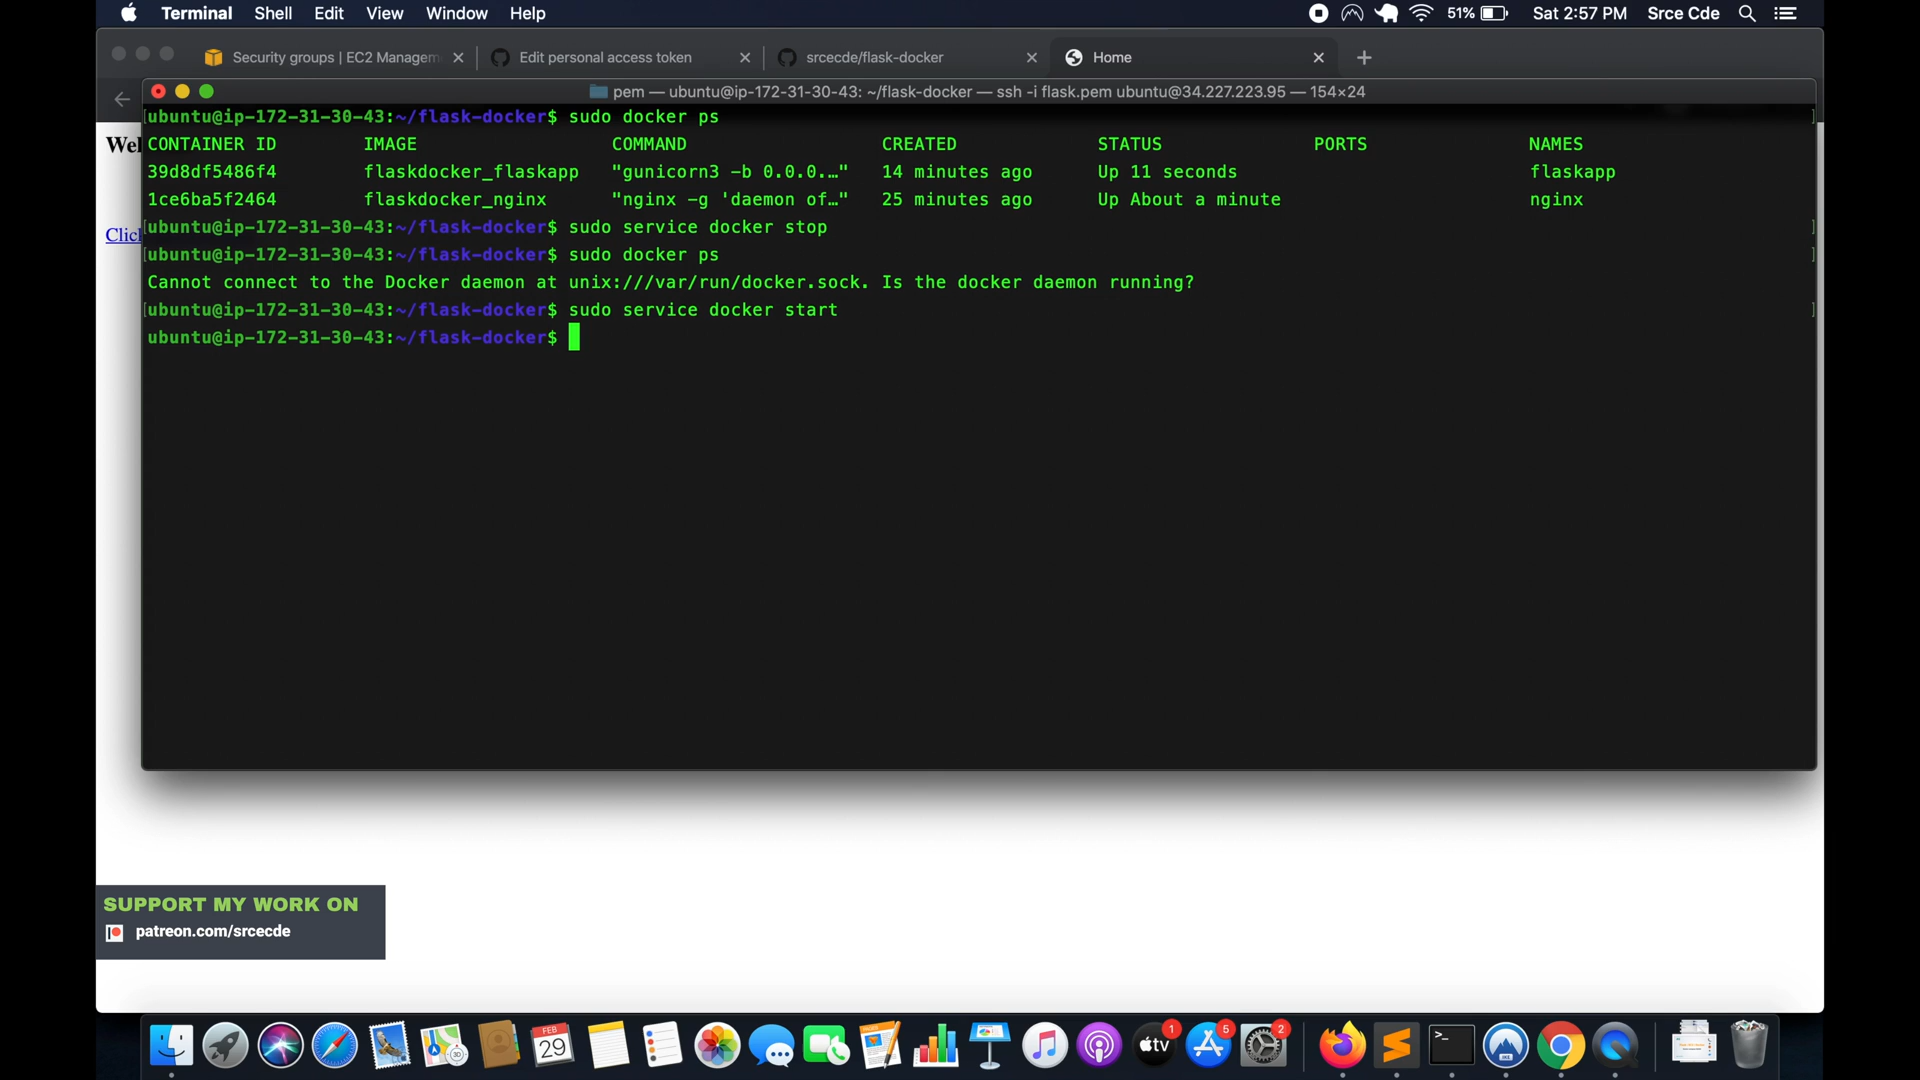 Terminal Shell Edit View Window Help 51% Sat 2:57 PM Srce Cde
Security groups | EC2 Managem Edit personal access token srcecde/flask-docker Home
pem — ubuntu@ip-172-31-30-43: ~/flask-docker — ssh -i flask.pem ubuntu@34.227.223.95 — 154×24
ubuntu@ip-172-31-30-43:~/flask-docker$ sudo docker ps
CONTAINER ID IMAGE COMMAND CREATED STATUS PORTS NAMES
39d8df5486f4 flaskdocker_flaskapp "gunicorn3 -b 0.0.0.…" 14 minutes ago Up 11 seconds flaskapp
1ce6ba5f2464 flaskdocker_nginx "nginx -g 'daemon of…" 25 minutes ago Up About a minute nginx
ubuntu@ip-172-31-30-43:~/flask-docker$ sudo service docker stop
ubuntu@ip-172-31-30-43:~/flask-docker$ sudo docker ps
Cannot connect to the Docker daemon at unix:///var/run/docker.sock. Is the docker daemon running?
ubuntu@ip-172-31-30-43:~/flask-docker$ sudo service docker start
ubuntu@ip-172-31-30-43:~/flask-docker$
Wel
Clic
SUPPORT MY WORK ON
patreon.com/srcecde
FEB
29
tv
1
5
2